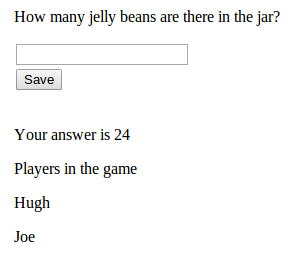 How many jelly beans are there in the jar?
Save
Your answer is 24
Players in the game
Hugh
Joe